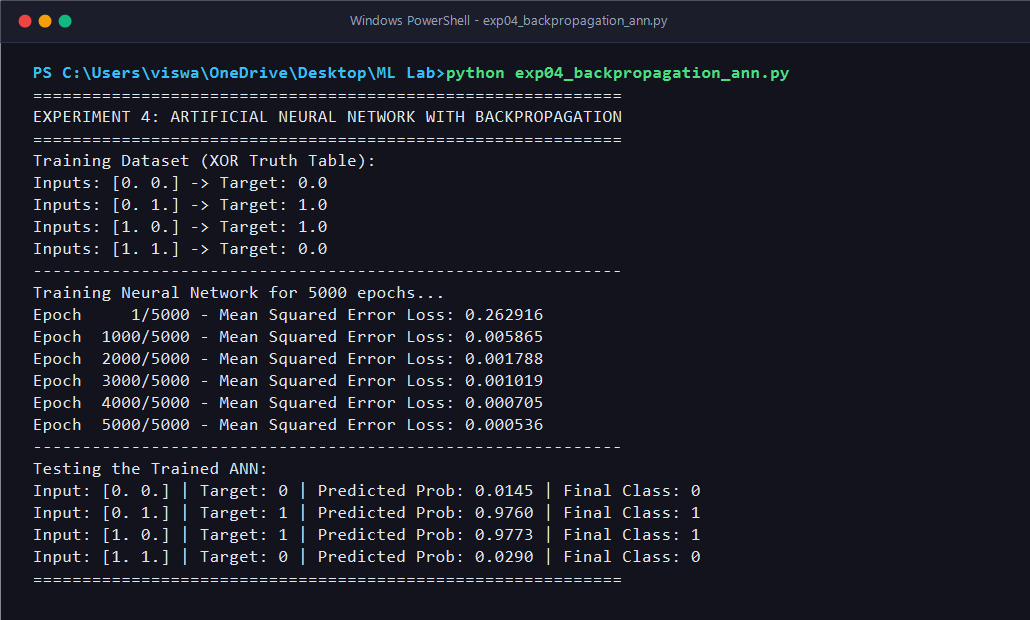 Windows PowerShell - exp04_backpropagation_ann.py
PS C:\Users\viswa\OneDrive\Desktop\ML Lab>python exp04_backpropagation_ann.py
============================================================
EXPERIMENT 4: ARTIFICIAL NEURAL NETWORK WITH BACKPROPAGATION
============================================================
Training Dataset (XOR Truth Table):
Inputs: [0. 0.] -> Target: 0.0
Inputs: [0. 1.] -> Target: 1.0
Inputs: [1. 0.] -> Target: 1.0
Inputs: [1. 1.] -> Target: 0.0
------------------------------------------------------------
Training Neural Network for 5000 epochs...
Epoch     1/5000 - Mean Squared Error Loss: 0.262916
Epoch  1000/5000 - Mean Squared Error Loss: 0.005865
Epoch  2000/5000 - Mean Squared Error Loss: 0.001788
Epoch  3000/5000 - Mean Squared Error Loss: 0.001019
Epoch  4000/5000 - Mean Squared Error Loss: 0.000705
Epoch  5000/5000 - Mean Squared Error Loss: 0.000536
------------------------------------------------------------
Testing the Trained ANN:
Input: [0. 0.] | Target: 0 | Predicted Prob: 0.0145 | Final Class: 0
Input: [0. 1.] | Target: 1 | Predicted Prob: 0.9760 | Final Class: 1
Input: [1. 0.] | Target: 1 | Predicted Prob: 0.9773 | Final Class: 1
Input: [1. 1.] | Target: 0 | Predicted Prob: 0.0290 | Final Class: 0
============================================================